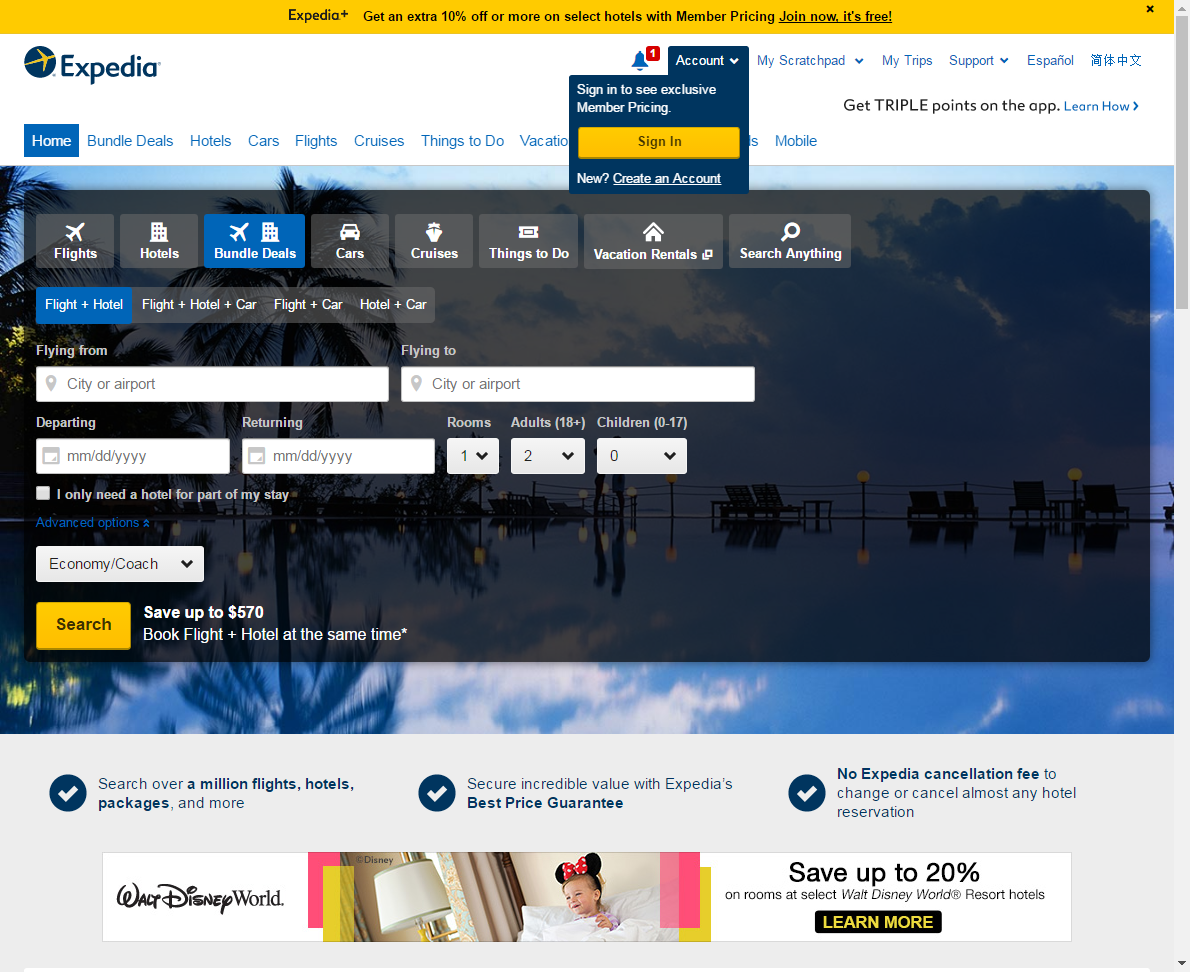 Expedia+ Get an extra 10% off or more on select hotels with Member Pricing Join now, it's free!
Expedia
1
Account My Scratchpad My Trips Support Español 简体中文
Sign in to see exclusive
Member Pricing.
Sign In
New? Create an Account
Get TRIPLE points on the app. Learn How
Home Bundle Deals Hotels Cars Flights Cruises Things to Do Vacatio ls Mobile
Flights Hotels Bundle Deals Cars Cruises Things to Do Vacation Rentals Search Anything
Flight + Hotel Flight + Hotel + Car Flight + Car Hotel + Car
Flying from Flying to
City or airport City or airport
Departing Returning Rooms Adults (18+) Children (0-17)
mm/dd/yyyy mm/dd/yyyy 1 2 0
I only need a hotel for part of my stay
Advanced options
Economy/Coach
Search
Save up to $570
Book Flight + Hotel at the same time*
Search over a million flights, hotels,
packages, and more
Secure incredible value with Expedia’s
Best Price Guarantee
No Expedia cancellation fee to
change or cancel almost any hotel
reservation
©Disney
Walt Disney World.
Save up to 20%
on rooms at select Walt Disney World® Resort hotels
LEARN MORE